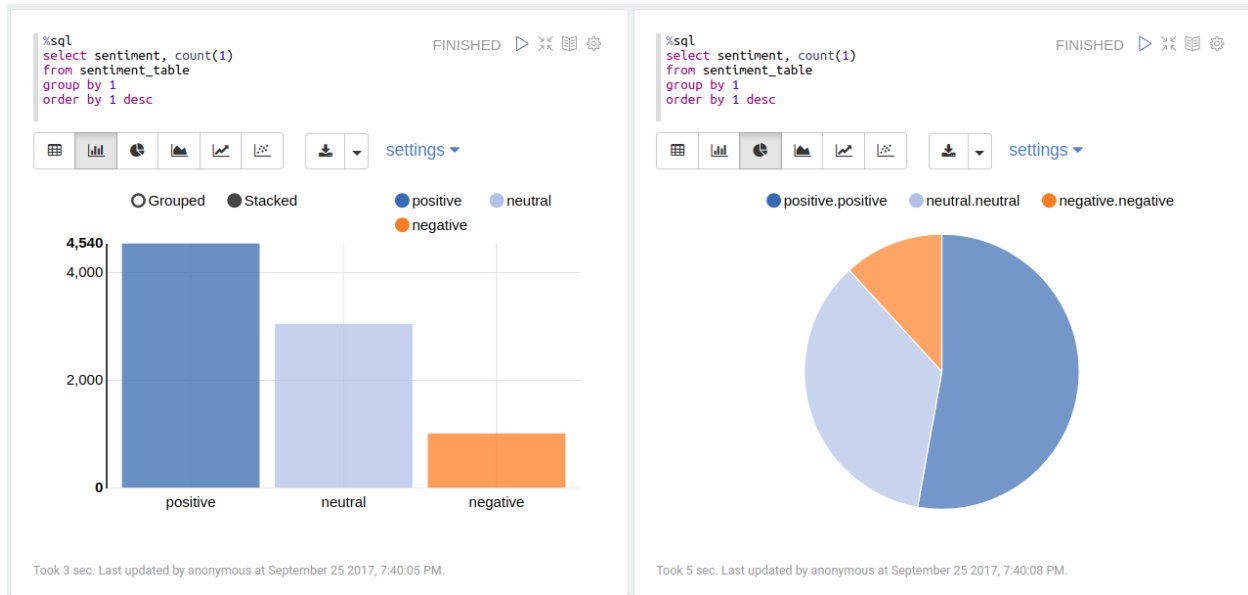 %sql
select sentiment, count(1)
from sentiment_table
group by 1
order by 1 desc
FINISHED
settings
Grouped Stacked positive neutral
negative
4,540
4,000
2,000
0
positive neutral negative
Took 3 sec. Last updated by anonymous at September 25 2017, 7:40:05 PM.
%sql
select sentiment, count(1)
from sentiment_table
group by 1
order by 1 desc
FINISHED
settings
positive.positive neutral.neutral negative.negative
Took 5 sec. Last updated by anonymous at September 25 2017, 7:40:08 PM.